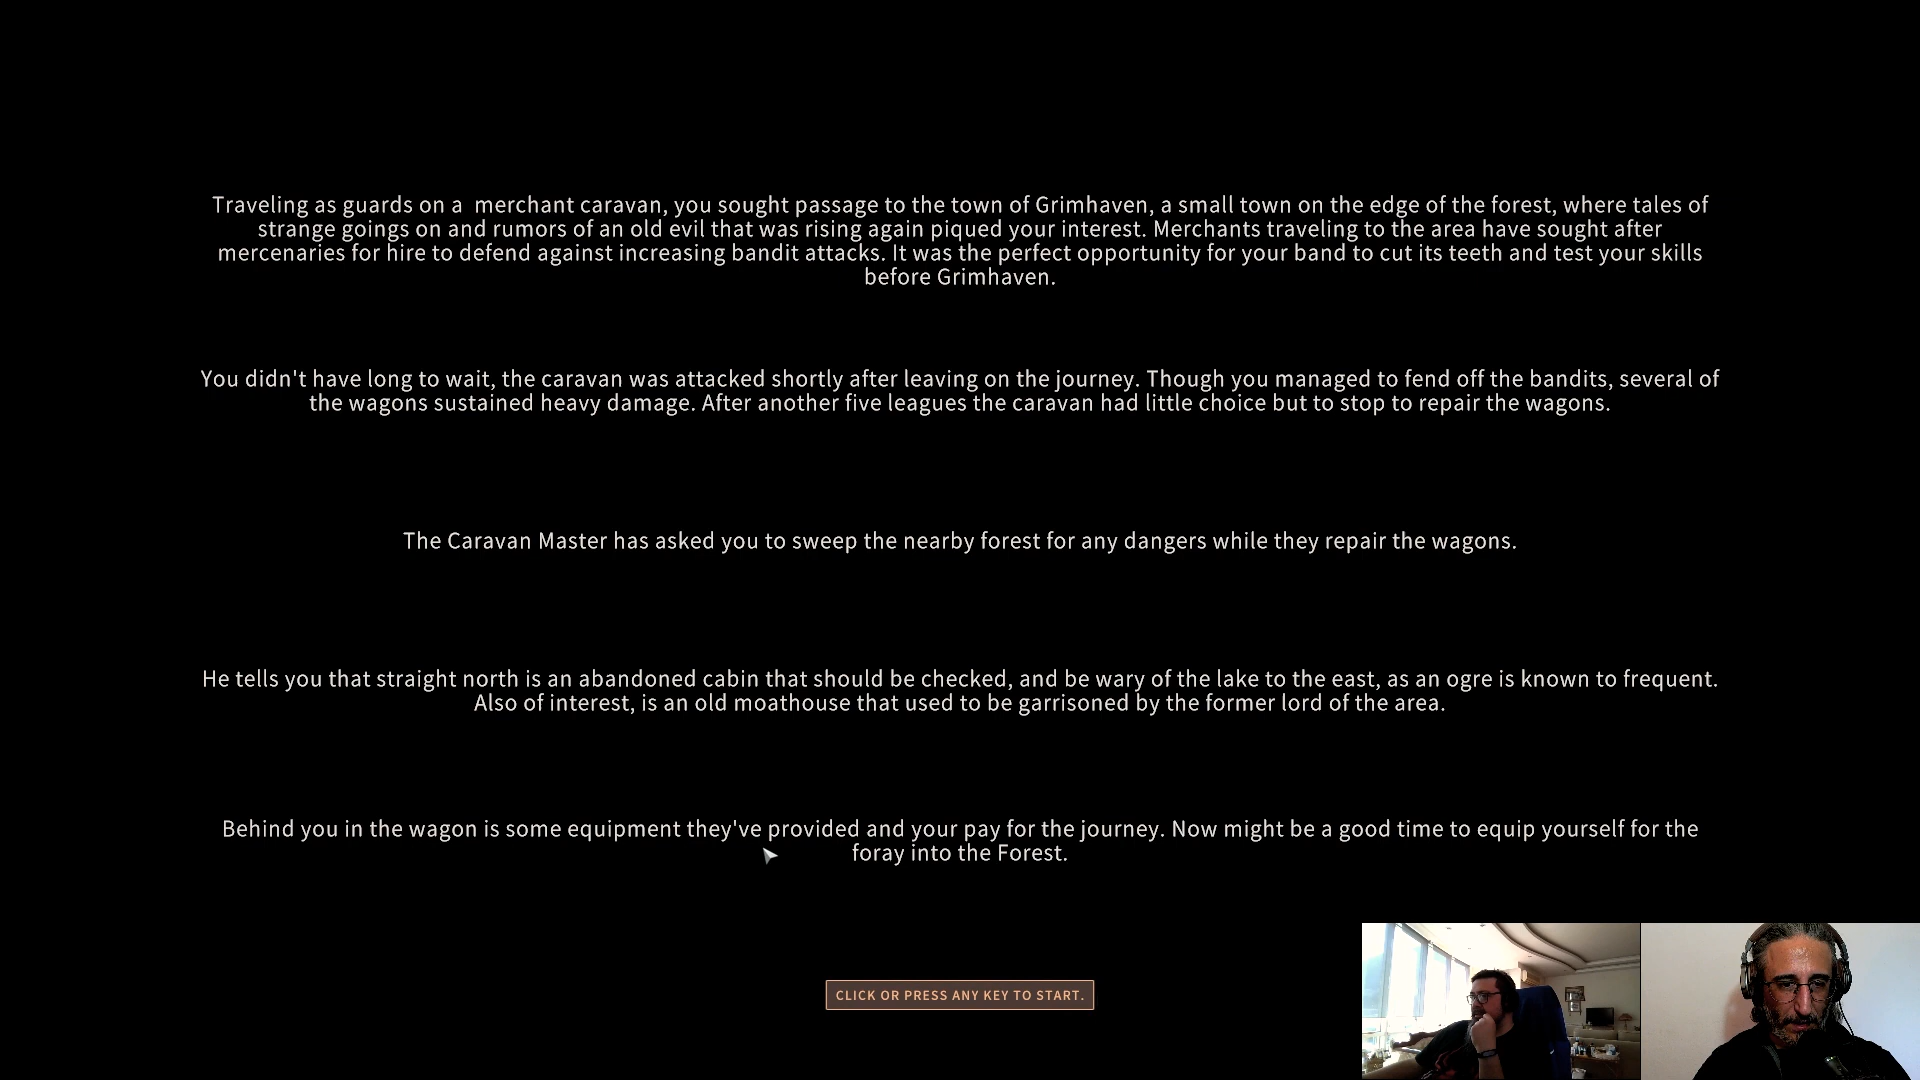 Traveling as guards on a  merchant caravan, you sought passage to the town of Grimhaven, a small town on the edge of the forest, where tales of
strange goings on and rumors of an old evil that was rising again piqued your interest. Merchants traveling to the area have sought after
mercenaries for hire to defend against increasing bandit attacks. It was the perfect opportunity for your band to cut its teeth and test your skills
before Grimhaven.
You didn't have long to wait, the caravan was attacked shortly after leaving on the journey. Though you managed to fend off the bandits, several of
the wagons sustained heavy damage. After another five leagues the caravan had little choice but to stop to repair the wagons.
The Caravan Master has asked you to sweep the nearby forest for any dangers while they repair the wagons.
He tells you that straight north is an abandoned cabin that should be checked, and be wary of the lake to the east, as an ogre is known to frequent.
Also of interest, is an old moathouse that used to be garrisoned by the former lord of the area.
Behind you in the wagon is some equipment they've provided and your pay for the journey. Now might be a good time to equip yourself for the
foray into the Forest.
CLICK OR PRESS ANY KEY TO START.